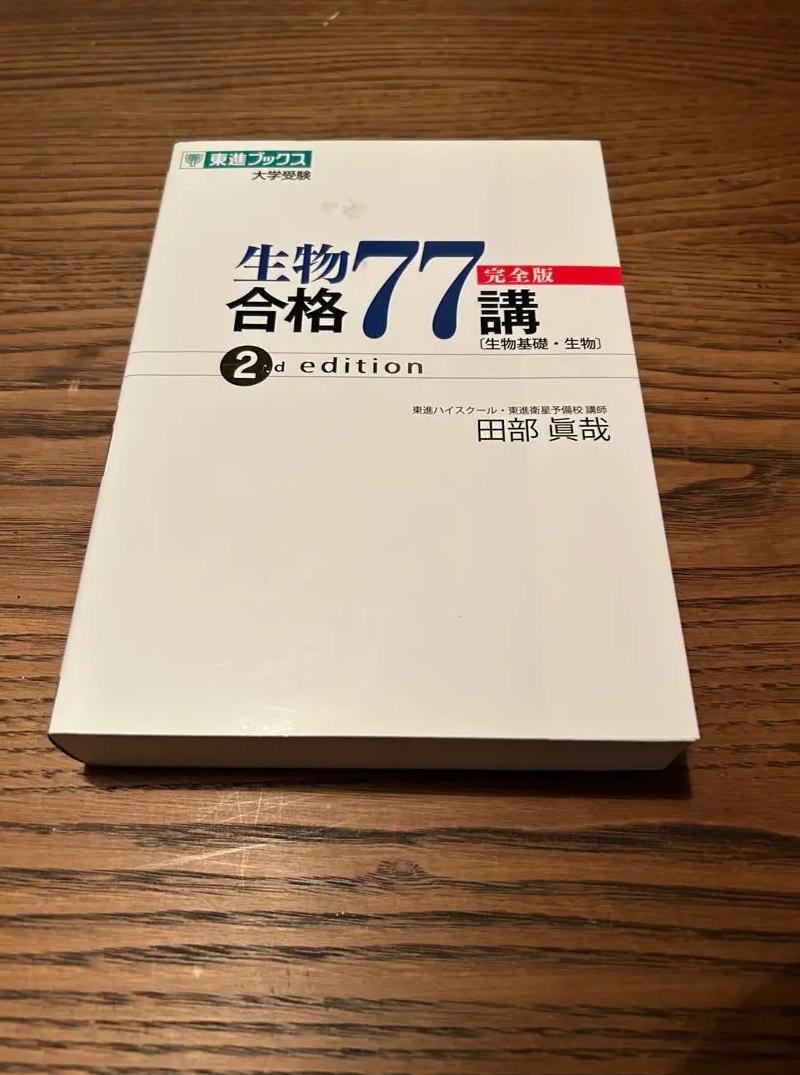 東進ブックス
大学受験
生物
合格77講
完全版
〔生物基礎・生物〕
2nd edition
東進ハイスクール・東進衛星予備校 講師
田部 眞哉